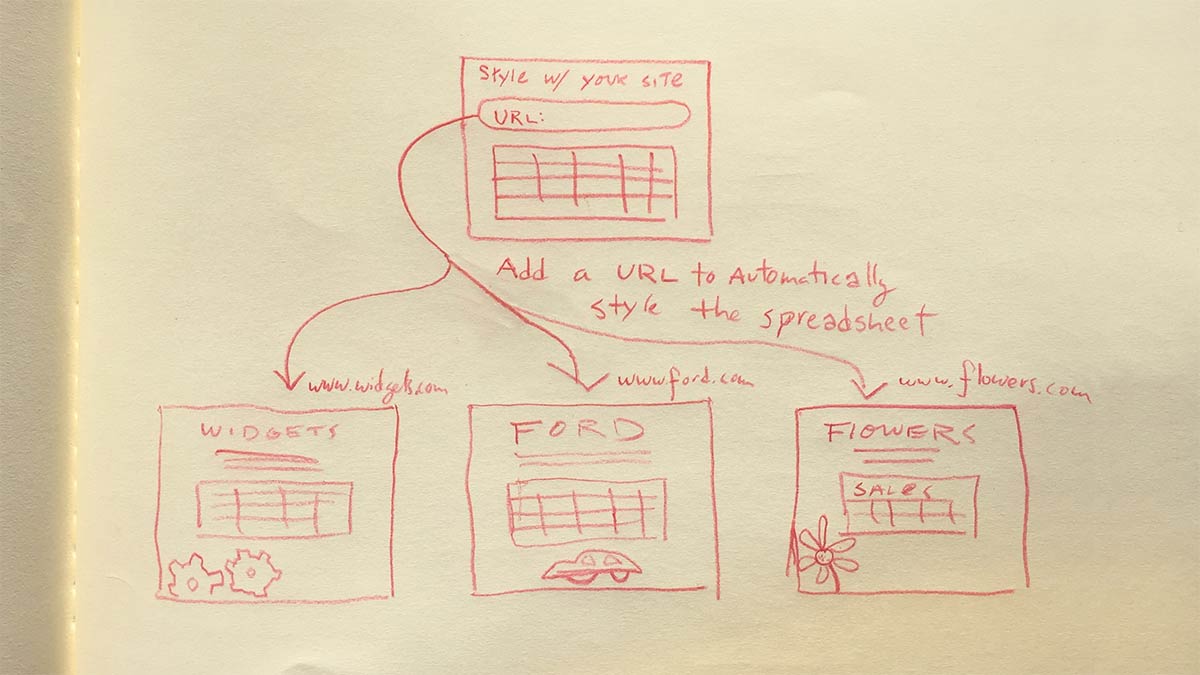 Style w/ your site
URL:
Add a URL to Automatically
style the spreadsheet
www.widgets.com
www.ford.com
www.flowers.com
WIDGETS
FORD
FLOWERS
SALES